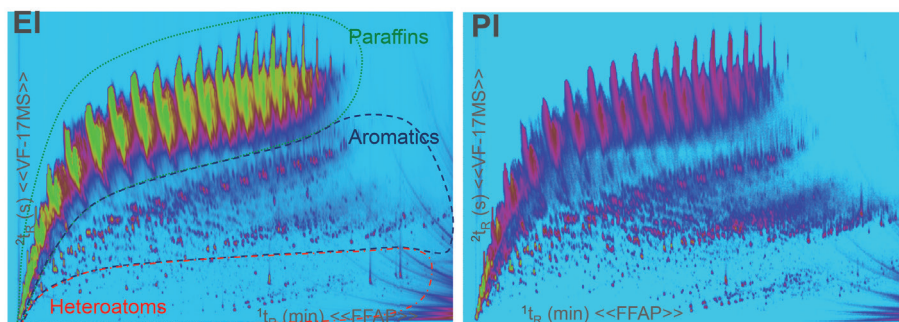 EI
Paraffins
Aromatics
Heteroatoms
²tR (s) <<VF-17MS>>
¹tR (min) <<FFAP>>
PI
²tR (s) <<VF-17MS>>
¹tR (min) <<FFAP>>